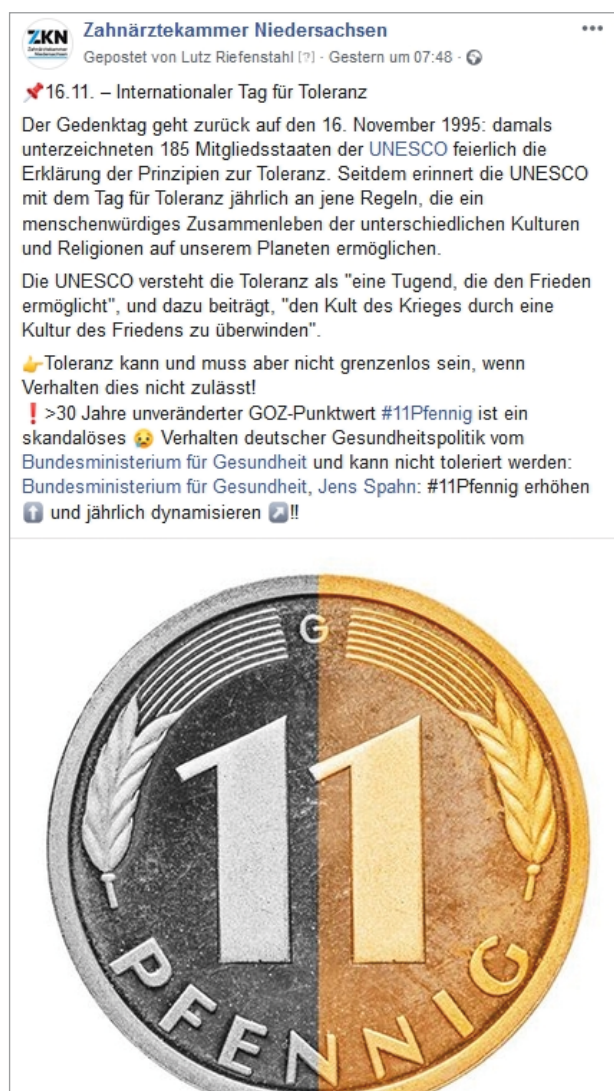 ZKN
Zahnärztekammer
Niedersachsen
Zahnärztekammer Niedersachsen
Gepostet von Lutz Riefenstahl [?] · Gestern um 07:48 ·
📌16.11. – Internationaler Tag für Toleranz
Der Gedenktag geht zurück auf den 16. November 1995: damals
unterzeichneten 185 Mitgliedsstaaten der UNESCO feierlich die
Erklärung der Prinzipien zur Toleranz. Seitdem erinnert die UNESCO
mit dem Tag für Toleranz jährlich an jene Regeln, die ein
menschenwürdiges Zusammenleben der unterschiedlichen Kulturen
und Religionen auf unserem Planeten ermöglichen.
Die UNESCO versteht die Toleranz als "eine Tugend, die den Frieden
ermöglicht", und dazu beiträgt, "den Kult des Krieges durch eine
Kultur des Friedens zu überwinden".
👉Toleranz kann und muss aber nicht grenzenlos sein, wenn
Verhalten dies nicht zulässt!
❗>30 Jahre unveränderter GOZ-Punktwert #11Pfennig ist ein
skandalöses 😥 Verhalten deutscher Gesundheitspolitik vom
Bundesministerium für Gesundheit und kann nicht toleriert werden:
Bundesministerium für Gesundheit, Jens Spahn: #11Pfennig erhöhen
⬆️ und jährlich dynamisieren ↗️!!
G
11
PFENNIG